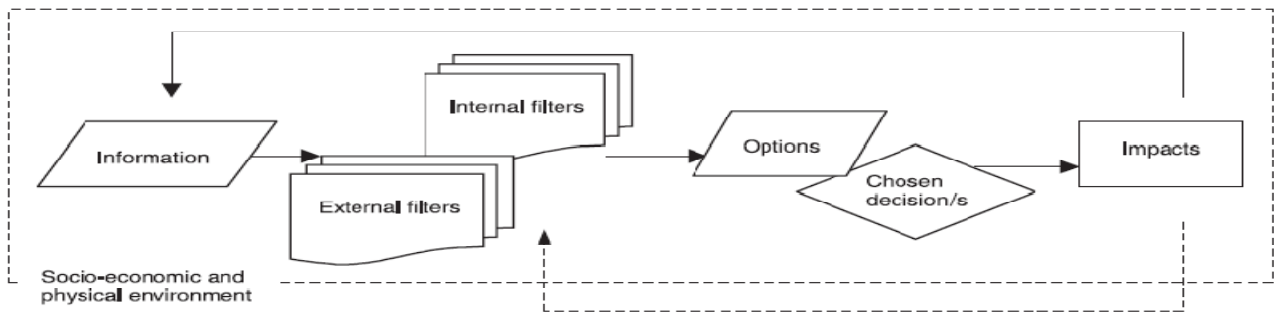 Internal filters
Information
Options
Impacts
Chosen
decision/s
External filters
Socio-economic and
physical environment